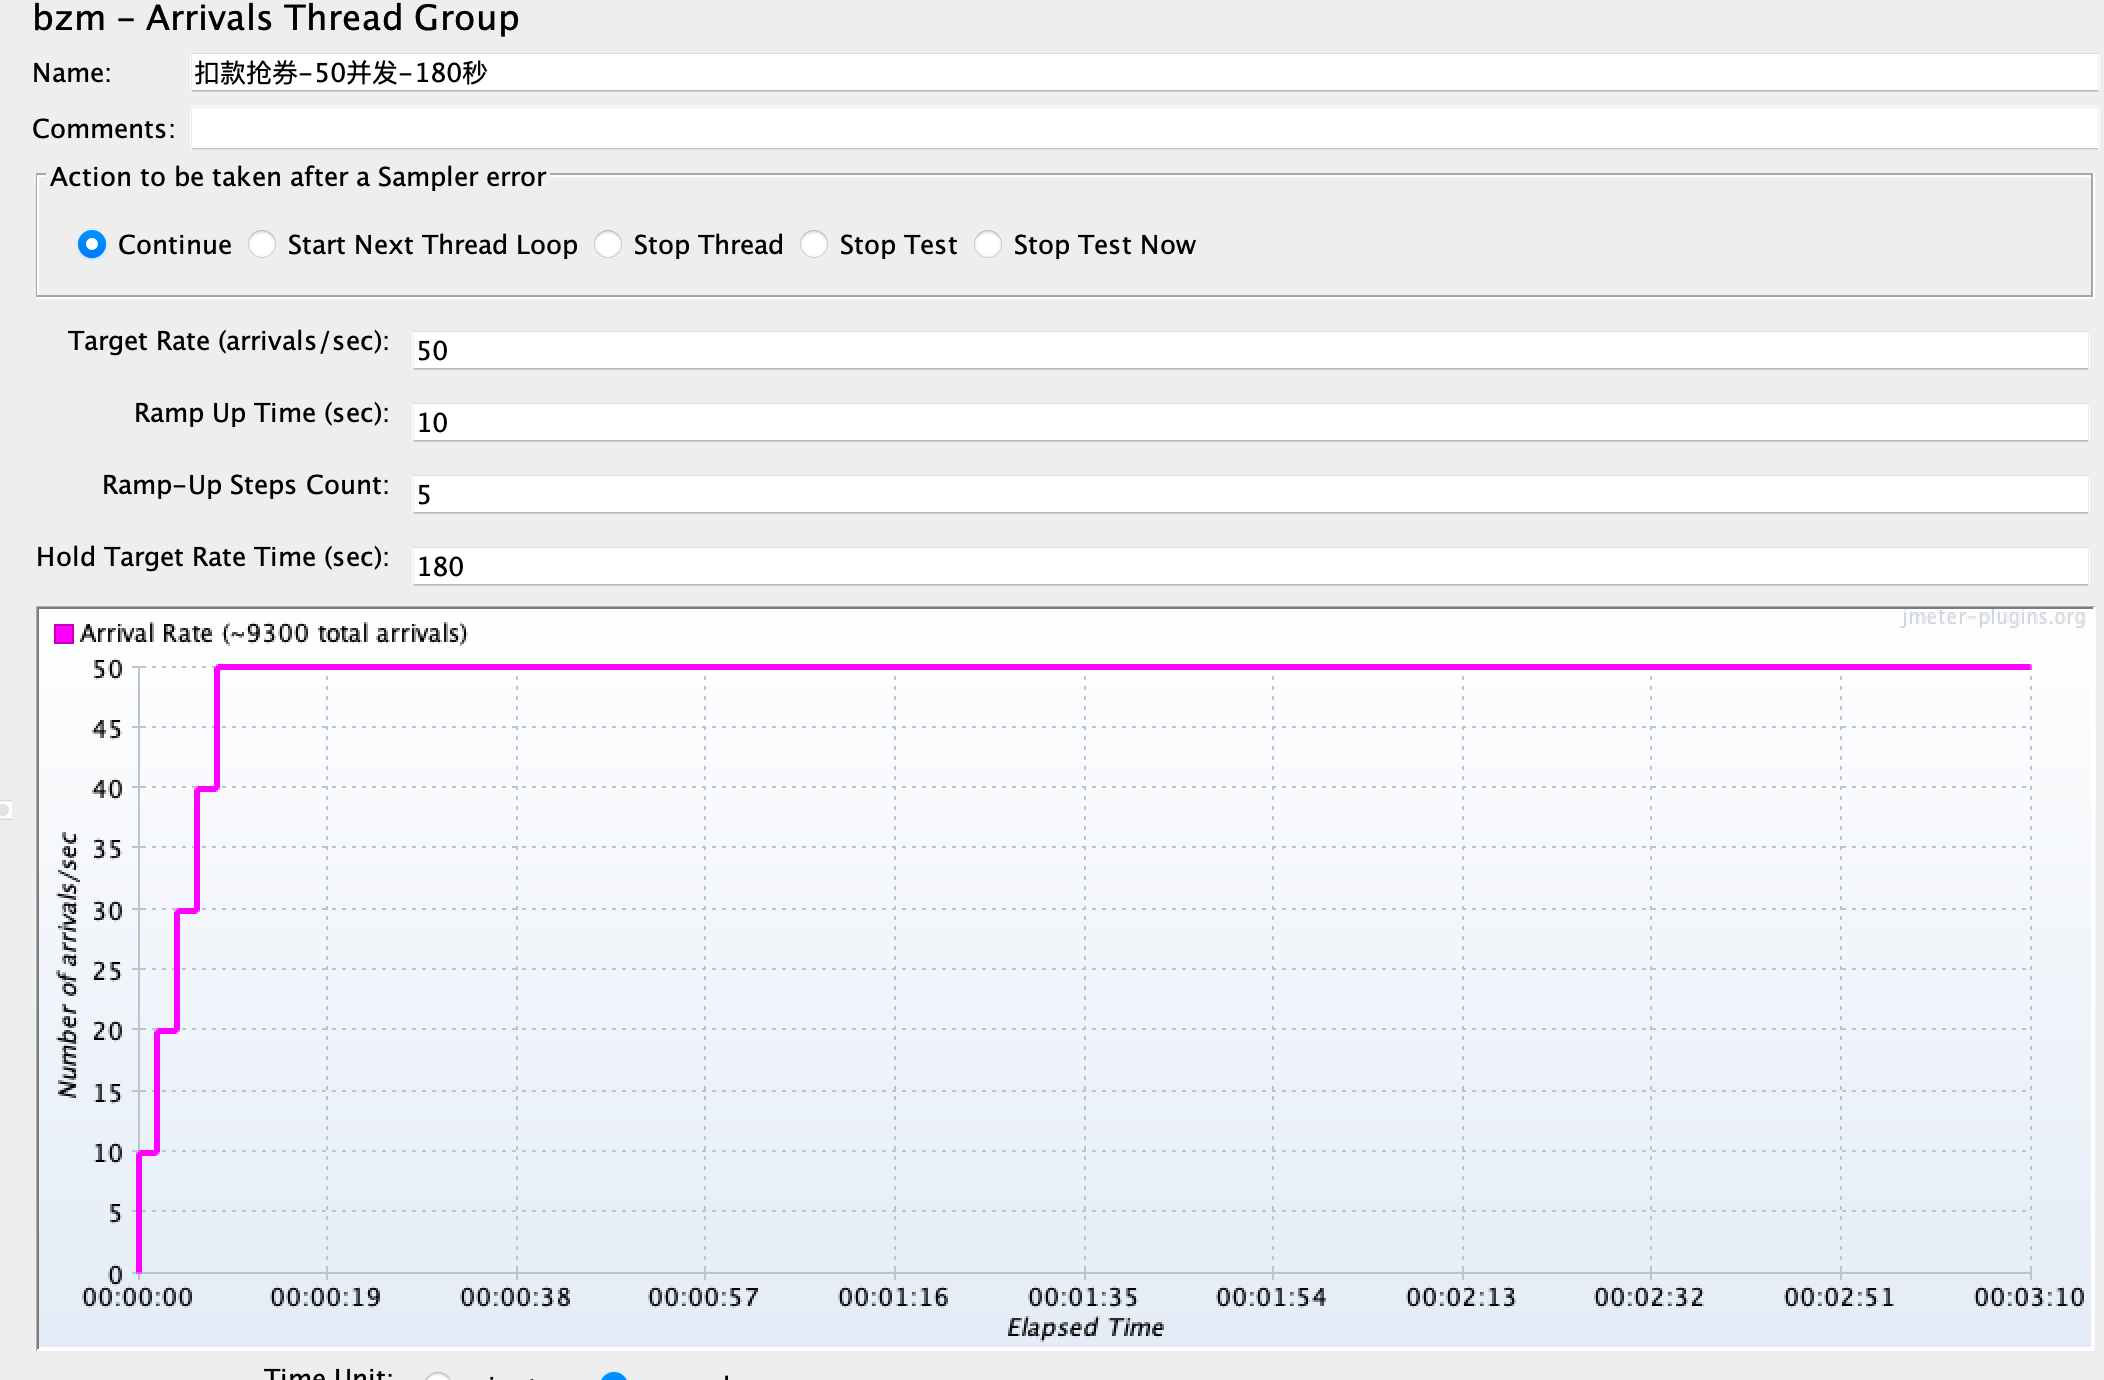 bzm - Arrivals Thread Group
Name: 扣款抢券-50并发-180秒
Comments:
Action to be taken after a Sampler error
Continue Start Next Thread Loop Stop Thread Stop Test Stop Test Now
Target Rate (arrivals/sec): 50
Ramp Up Time (sec): 10
Ramp-Up Steps Count: 5
Hold Target Rate Time (sec): 180
jmeter-plugins.org
Arrival Rate (~9300 total arrivals)
50
45
40
35
30
25
20
15
10
5
0
Number of arrivals/sec
00:00:00 00:00:19 00:00:38 00:00:57 00:01:16 00:01:35 00:01:54 00:02:13 00:02:32 00:02:51 00:03:10
Elapsed Time
Time Unit: